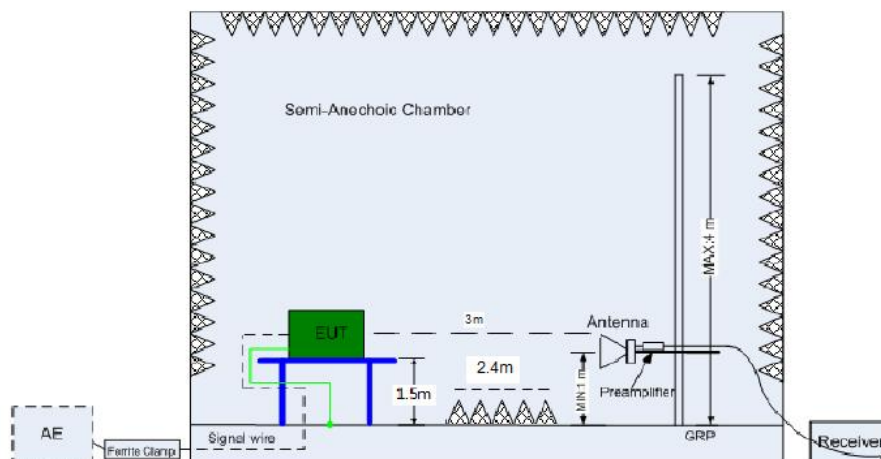 Semi-Anechoic Chamber
MAX:4 m
3m
Antenna
EUT
2.4m
1.5m
MIN:1 m
Preamplifier
AE
Ferrite Clamp
Signal wire
GRP
Receiver